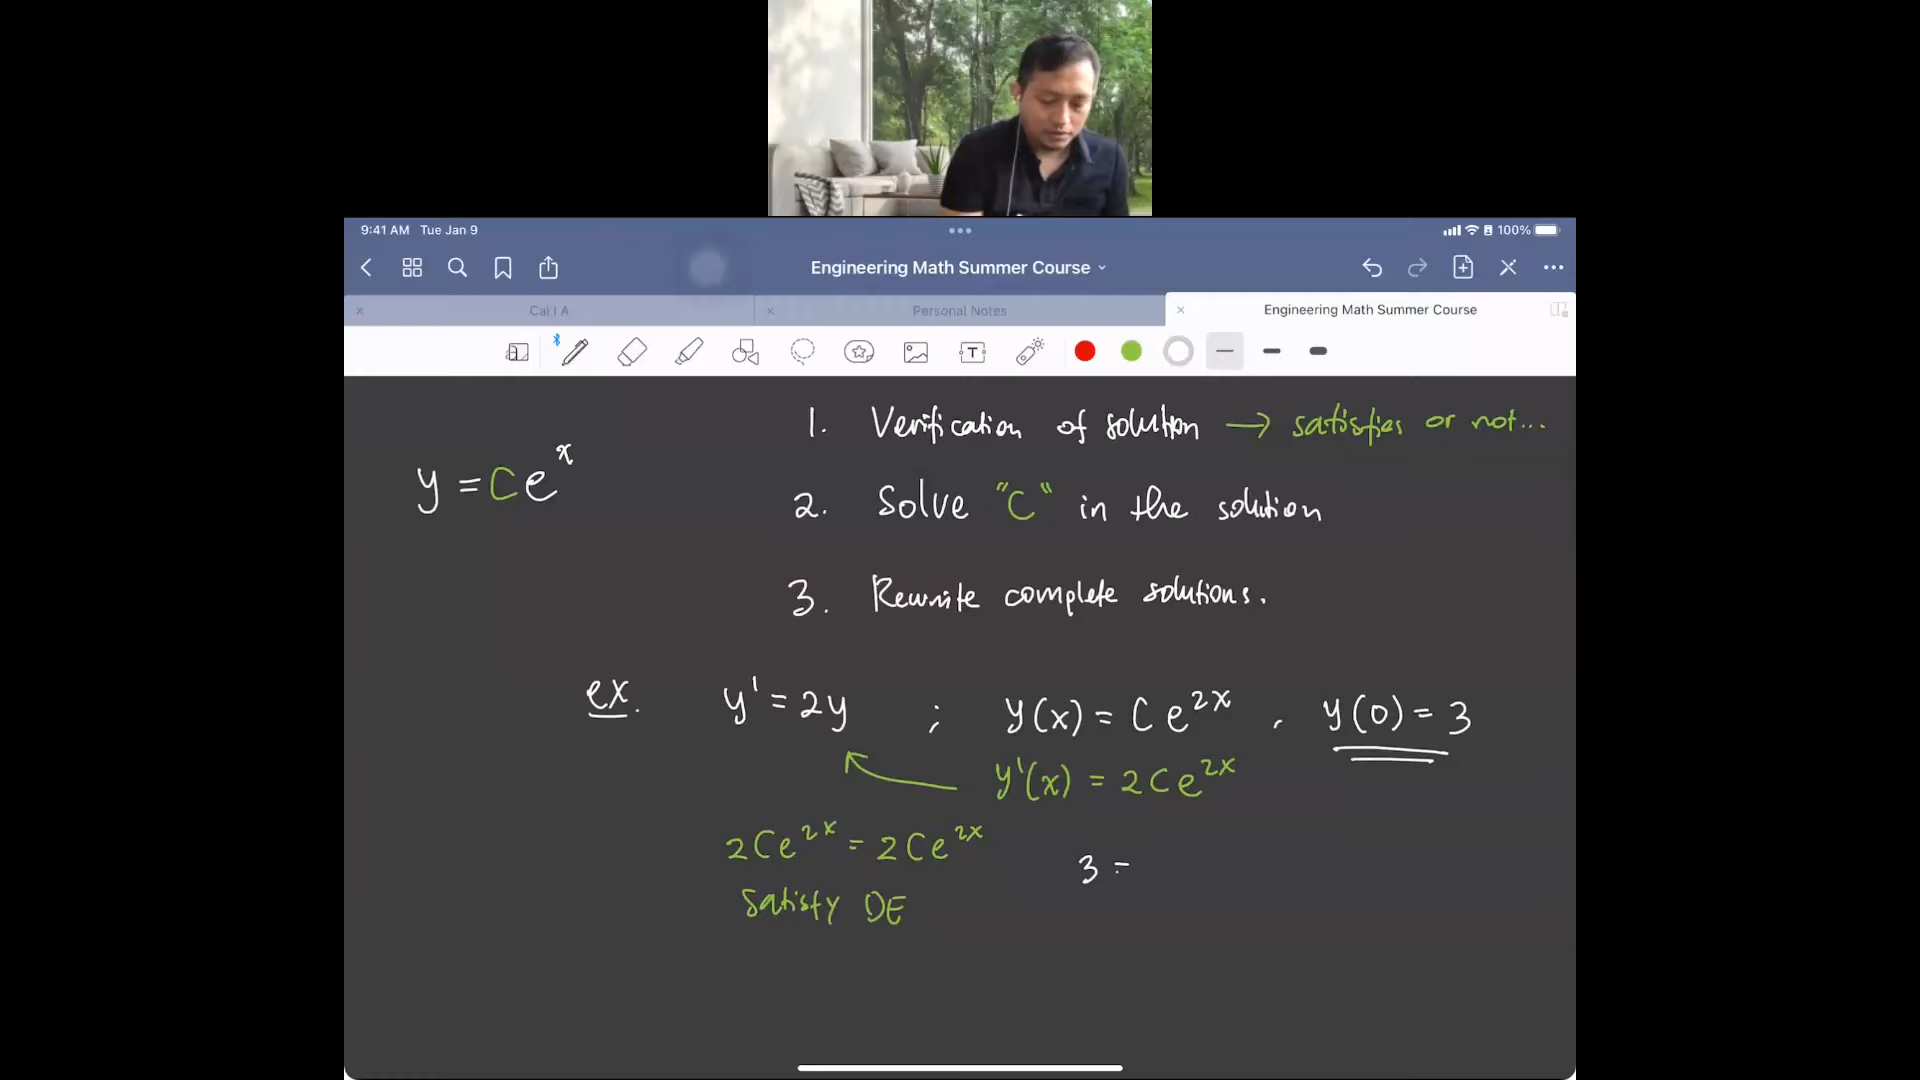 9:41 AM Tue Jan 9
100%
Engineering Math Summer Course
Cal I A
Personal Notes
Engineering Math Summer Course
1. Verification of solution → satisfies or not...
y = Ce^x
2. Solve "C" in the solution
3. Rewrite complete solutions.
ex. y' = 2y ; y(x) = Ce^2x , y(0) = 3
y'(x) = 2Ce^2x
2Ce^2x = 2Ce^2x
3 =
Satisfy DE